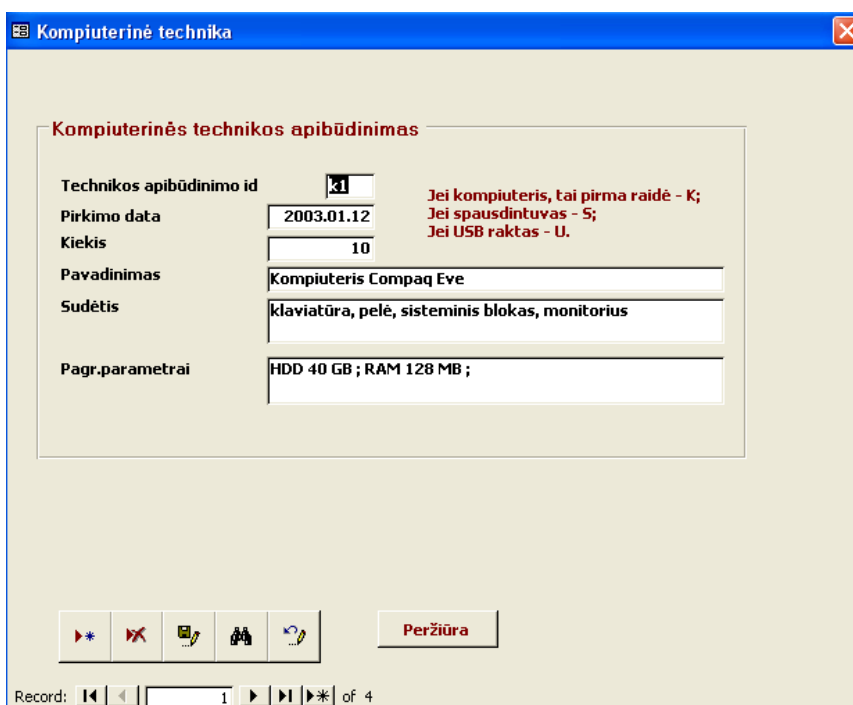 Kompiuterinė technika
Kompiuterinės technikos apibūdinimas
Technikos apibūdinimo id k1
Jei kompiuteris, tai pirma raidė - K;
Jei spausdintuvas - S;
Jei USB raktas - U.
Pirkimo data 2003.01.12
Kiekis 10
Pavadinimas Kompiuteris Compaq Eve
Sudėtis klaviatūra, pelė, sisteminis blokas, monitorius
Pagr.parametrai HDD 40 GB ; RAM 128 MB ;
Peržiūra
Record: 1 of 4